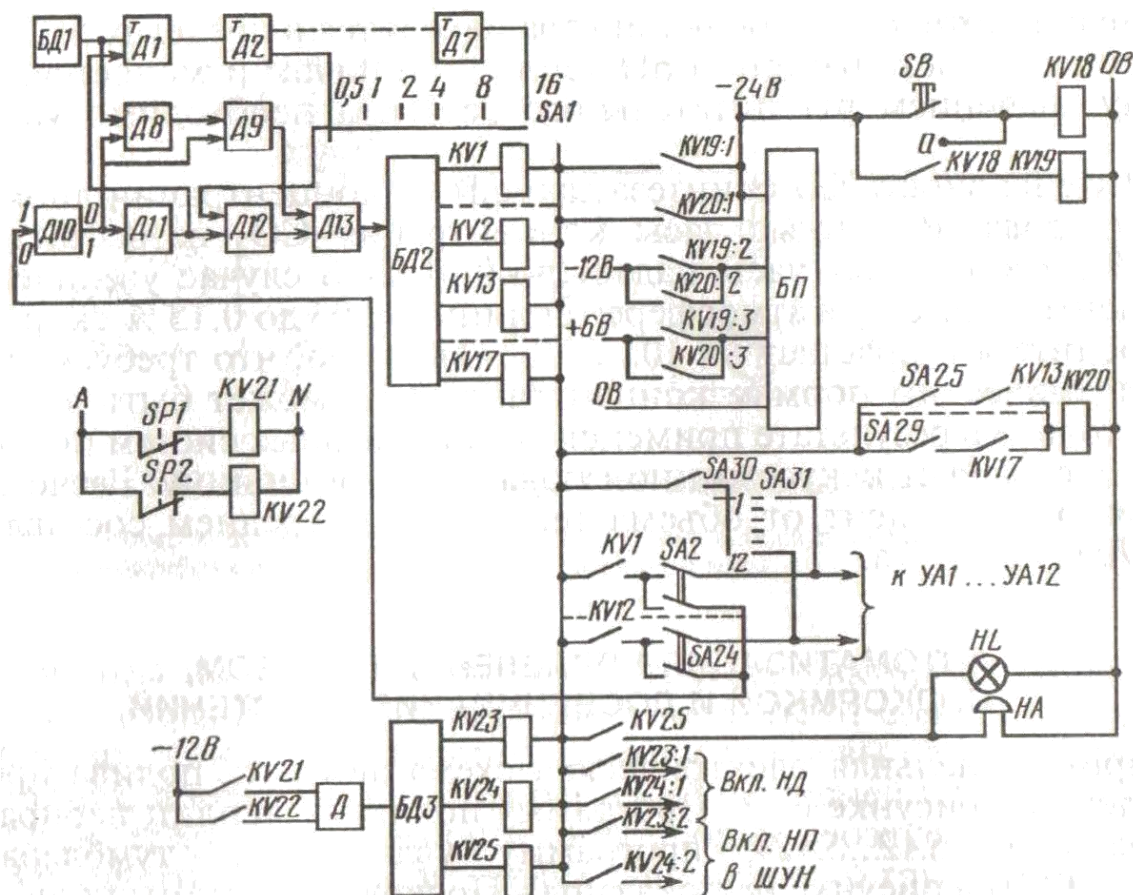 БД1
т Д1
т Д2
т Д7
Д8
Д9
0,5 1 2 4 8 16
SA1
1 0
Д10
0 1
Д11
Д12
Д13
БД2
KV1
KV2
KV13
KV17
-24В
KV19:1
KV20:1
-12В
KV19:2
KV20:2
+6В
KV19:3
KV20:3
0В
БП
SB
a
KV18
0В
KV18
KV19
SA25
KV13
KV20
SA29
KV17
A
SP1
KV21
N
SP2
KV22
SA30
1
SA31
12
KV1
SA2
KV12
SA24
к УА1 ... УА12
HL
HA
-12В
KV21
KV22
Д
БД3
KV23
KV24
KV25
KV25
KV23:1
KV24:1
Вкл. НД
KV23:2
KV24:2
Вкл. НП
в ШУН